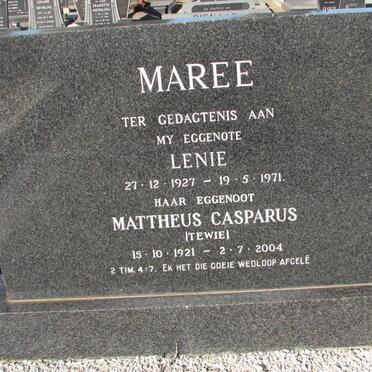 MAREE
TER GEDAGTENIS AAN
MY EGGENOTE
LENIE
27·12·1927 – 19·5·1971.
HAAR EGGENOOT
MATTHEUS CASPARUS
(TEWIE)
15·10·1921 – 2·7·2004
2 TIM. 4:7. EK HET DIE GOEIE WEDLOOP AFGELÊ